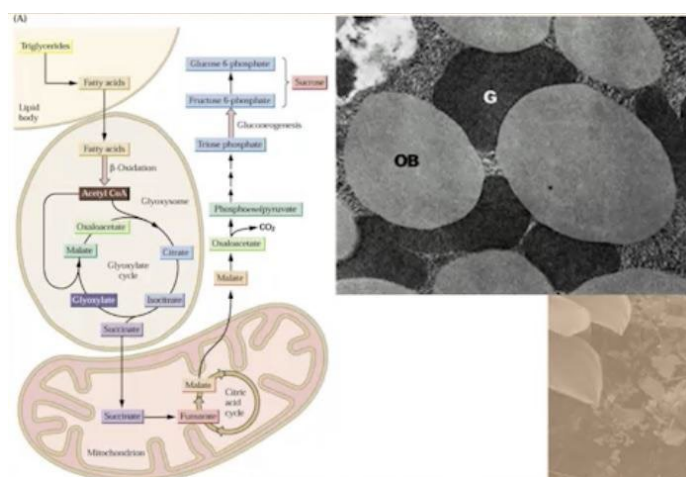 (A)
Triglycerides
Fatty acids
Lipid
body
Fatty acids
β-Oxidation
Acetyl CoA
Glyoxysome
Oxaloacetate
Malate
Citrate
Glyoxylate
cycle
Glyoxylate
Isocitrate
Succinate
Succinate
Fumarate
Malate
Citric
acid
cycle
Mitochondrion
Glucose 6-phosphate
Fructose 6-phosphate
Sucrose
Gluconeogenesis
Triose phosphate
Phosphoenolpyruvate
CO₂
Oxaloacetate
Malate
G
OB